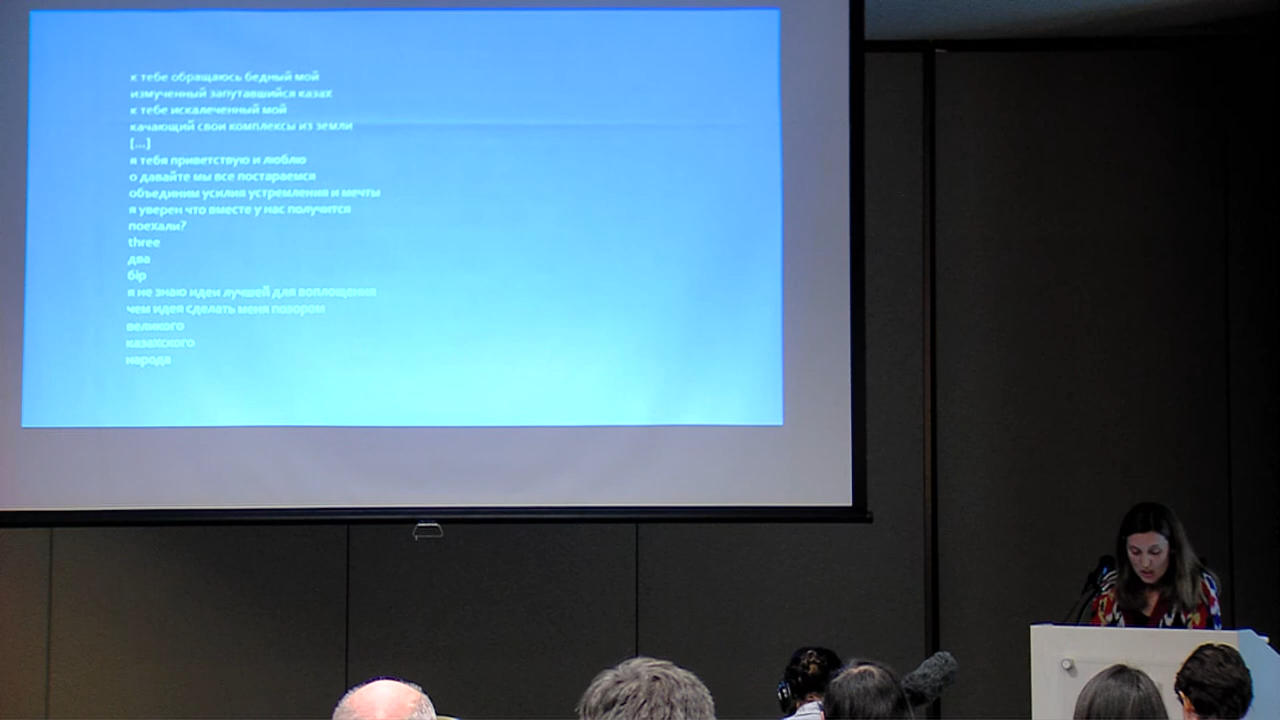 к тебе обращаюсь бедный мой
измученный запутавшийся казах
к тебе искалеченный мой
качающий свои комплексы из земли
[...]
я тебя приветствую и люблю
о давайте мы все постараемся
объединим усилия устремления и мечты
я уверен что вместе у нас получится
поехали?
three
два
бір
я не знаю идеи лучшей для воплощения
чем идея сделать меня позором
великого
казахского
народа